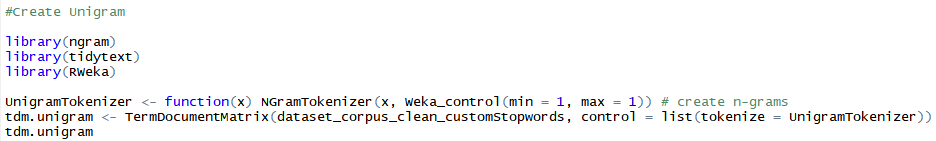 #Create Unigram
library(ngram)
library(tidytext)
library(RWeka)
UnigramTokenizer <- function(x) NGramTokenizer(x, Weka_control(min = 1, max = 1)) # create n-grams
tdm.unigram <- TermDocumentMatrix(dataset_corpus_clean_customStopwords, control = list(tokenize = UnigramTokenizer))
tdm.unigram